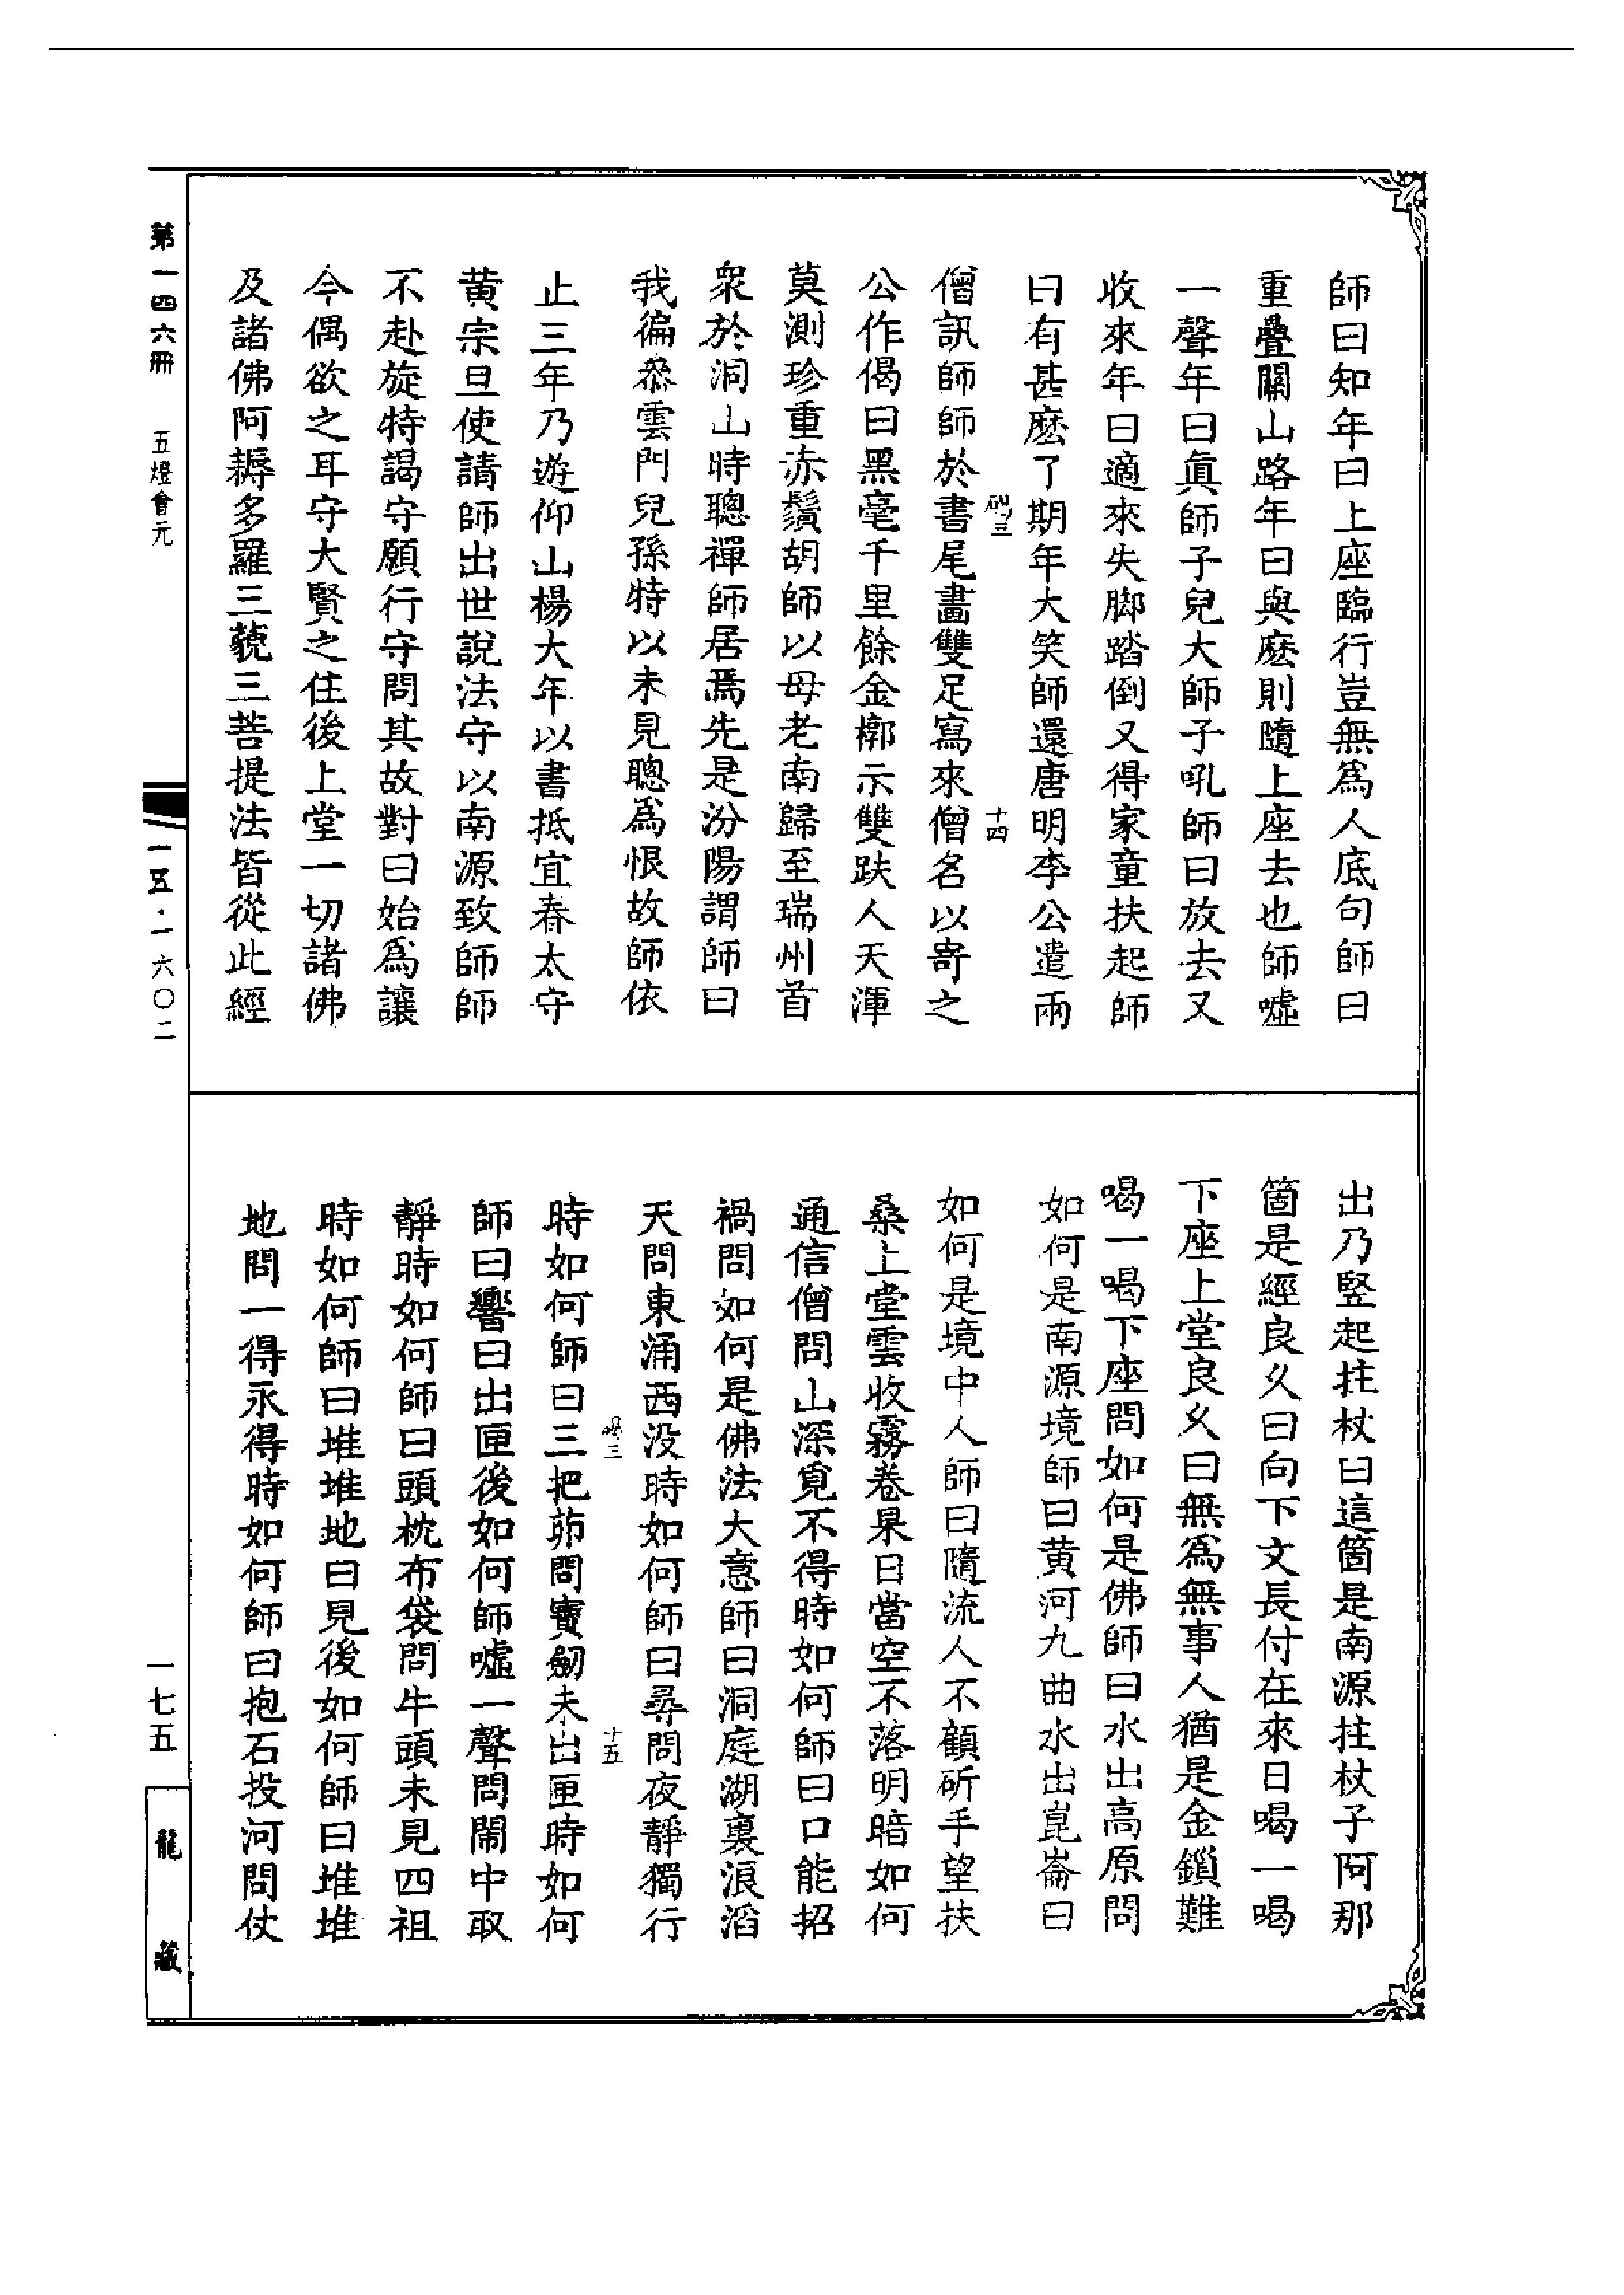 師曰知年曰上座臨行豈無爲人底句師曰
重疊關山路年曰與麽則隨上座去也師噓
一聲年曰眞師子兒大師子吼師曰放去又
收來年曰適來失脚踏倒又得家童扶起師
曰有甚麽了期年大笑師還唐明李公遣兩
僧訊師師於書尾畫雙足寫來僧名以寄之
公作偈曰黑毫千里餘金槨示雙趺人天渾
莫測珍重赤鬚胡師以母老南歸至瑞州首
衆於洞山時聰禪師居焉先是汾陽謂師曰
我徧叅雲門兒孫特以未見聰爲恨故師依
止三年乃遊仰山楊大年以書抵宜春太守
黄宗旦使請師出世說法守以南源致師師
不赴旋特謁守願行守問其故對曰始爲讓
今偶欲之耳守大賢之住後上堂一切諸佛
及諸佛阿耨多羅三藐三菩提法皆從此經
十四
出乃竪起拄杖曰這箇是南源拄杖子阿那
箇是經良久曰向下文長付在來日喝一喝
下座上堂良久曰無爲無事人猶是金鎖難
喝一喝下座問如何是佛師曰水出高原問
如何是南源境師曰黄河九曲水出崑崙曰
如何是境中人師曰隨流人不顧斫手望扶
桑上堂雲收霧卷杲日當空不落明暗如何
通信僧問山深覓不得時如何師曰口能招
禍問如何是佛法大意師曰洞庭湖裏浪滔
天問東涌西没時如何師曰尋問夜靜獨行
時如何師曰三把茆問寶劒未出匣時如何
師曰響曰出匣後如何師噓一聲問鬧中取
靜時如何師曰頭枕布袋問牛頭未見四祖
時如何師曰堆堆地曰見後如何師曰堆堆
地問一得永得時如何師曰抱石投河問仗
十五
第一四六冊 五燈會元
一五·一六〇二
一七五
龍藏